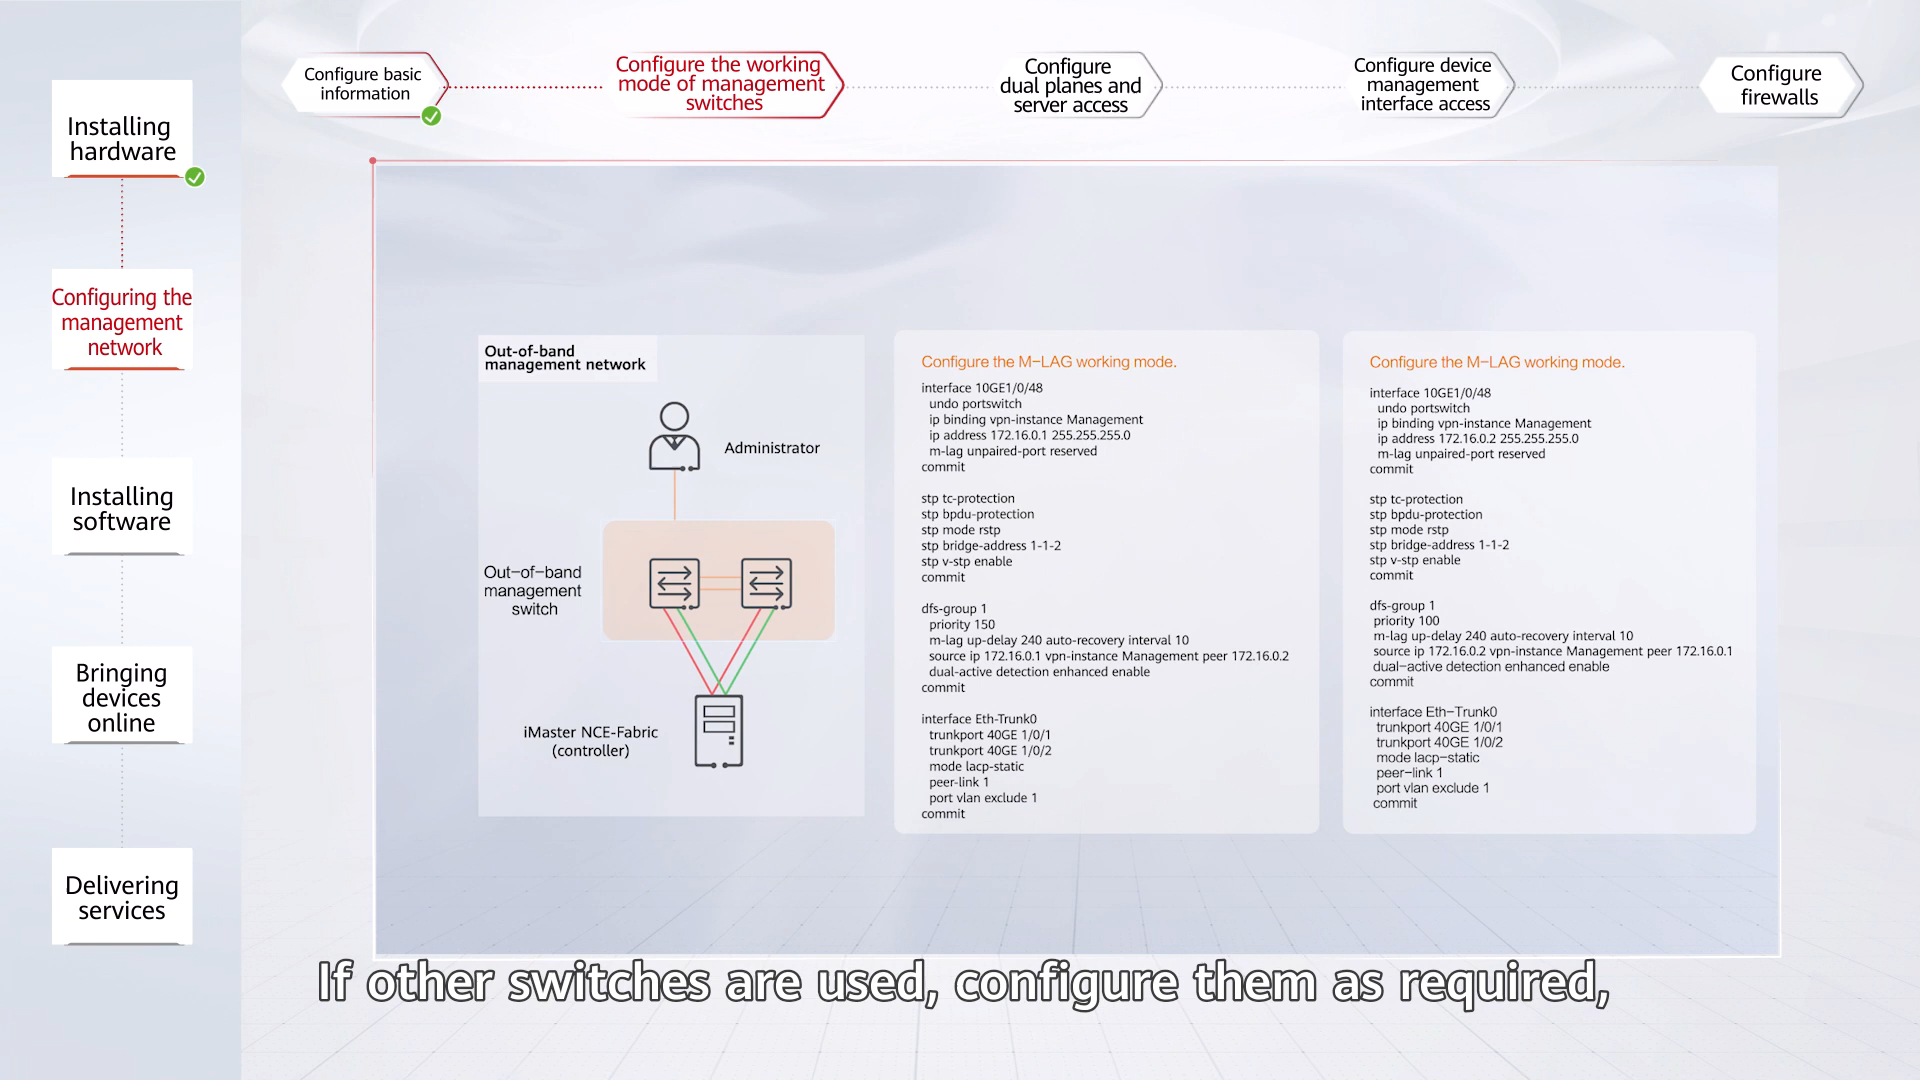 Installing
hardware
Configuring the
management
network
Installing
software
Bringing
devices
online
Delivering
services
Configure basic
information
Configure the working
mode of management
switches
Configure
dual planes and
server access
Configure device
management
interface access
Configure
firewalls
Out-of-band
management network
Administrator
Out-of-band
management
switch
iMaster NCE-Fabric
(controller)
Configure the M-LAG working mode.
interface 10GE1/0/48
undo portswitch
ip binding vpn-instance Management
ip address 172.16.0.1 255.255.255.0
m-lag unpaired-port reserved
commit
stp tc-protection
stp bpdu-protection
stp mode rstp
stp bridge-address 1-1-2
stp v-stp enable
commit
dfs-group 1
priority 150
m-lag up-delay 240 auto-recovery interval 10
source ip 172.16.0.1 vpn-instance Management peer 172.16.0.2
dual-active detection enhanced enable
commit
interface Eth-Trunk0
trunkport 40GE 1/0/1
trunkport 40GE 1/0/2
mode lacp-static
peer-link 1
port vlan exclude 1
commit
Configure the M-LAG working mode.
interface 10GE1/0/48
undo portswitch
ip binding vpn-instance Management
ip address 172.16.0.2 255.255.255.0
m-lag unpaired-port reserved
commit
stp tc-protection
stp bpdu-protection
stp mode rstp
stp bridge-address 1-1-2
stp v-stp enable
commit
dfs-group 1
priority 100
m-lag up-delay 240 auto-recovery interval 10
source ip 172.16.0.2 vpn-instance Management peer 172.16.0.1
dual-active detection enhanced enable
commit
interface Eth-Trunk0
trunkport 40GE 1/0/1
trunkport 40GE 1/0/2
mode lacp-static
peer-link 1
port vlan exclude 1
commit
If other switches are used, configure them as required,